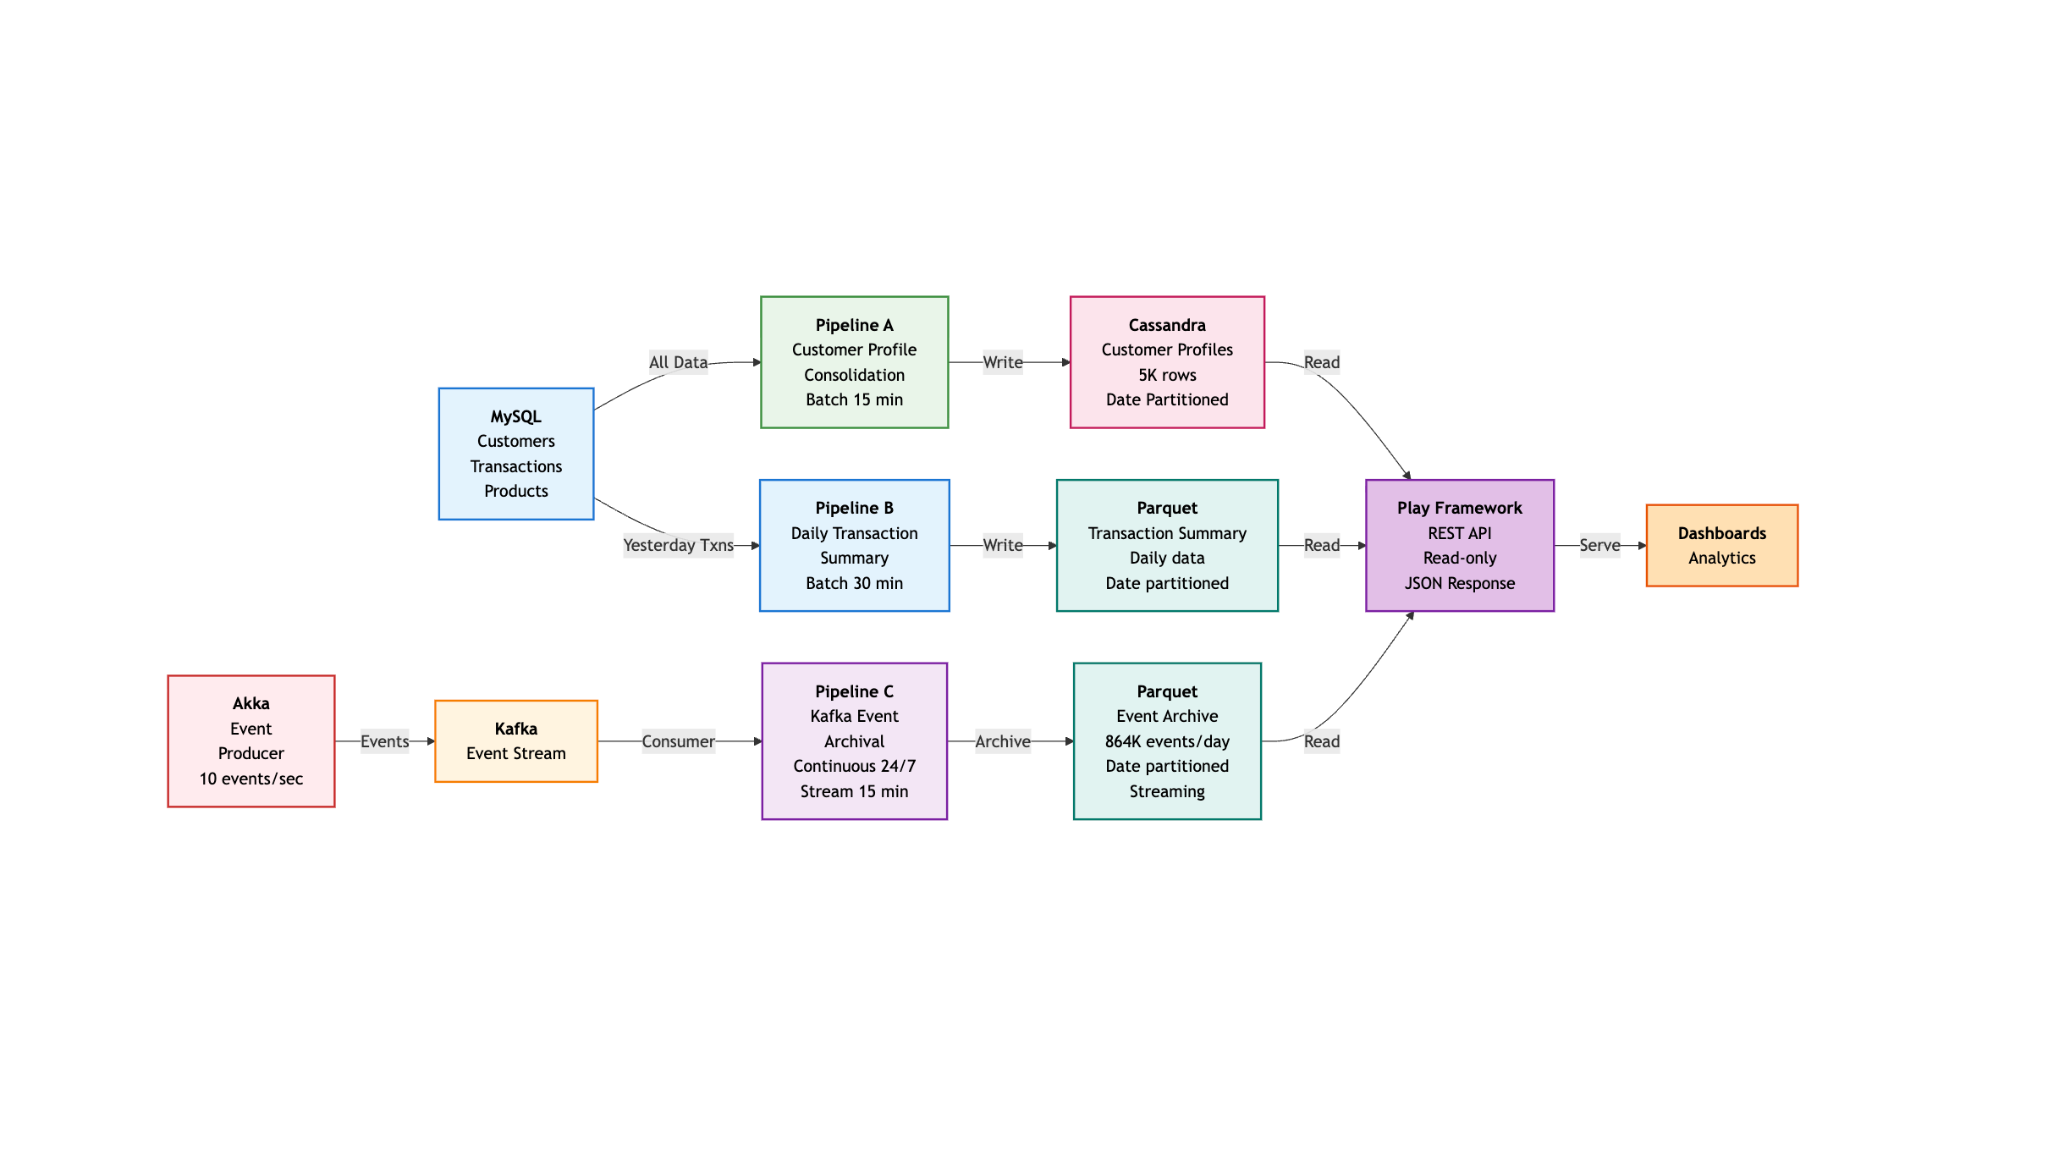 Pipeline A
Customer Profile
Consolidation
Batch 15 min
Cassandra
Customer Profiles
5K rows
Date Partitioned
All Data
Write
Read
MySQL
Customers
Transactions
Products
Yesterday Txns
Pipeline B
Daily Transaction
Summary
Batch 30 min
Write
Parquet
Transaction Summary
Daily data
Date partitioned
Read
Play Framework
REST API
Read-only
JSON Response
Serve
Dashboards
Analytics
Akka
Event
Producer
10 events/sec
Events
Kafka
Event Stream
Consumer
Pipeline C
Kafka Event
Archival
Continuous 24/7
Stream 15 min
Archive
Parquet
Event Archive
864K events/day
Date partitioned
Streaming
Read